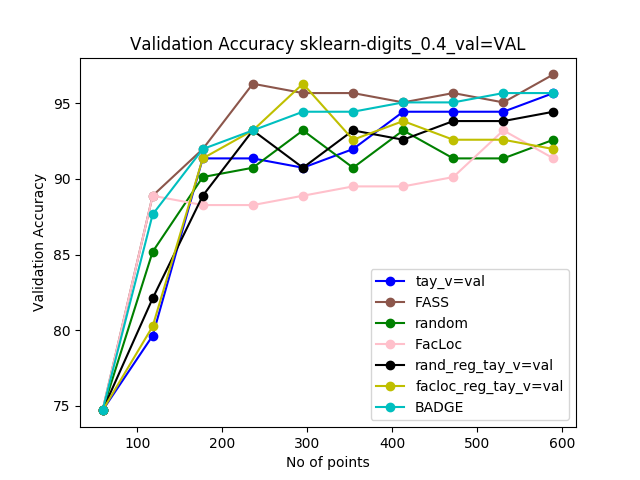 Validation Accuracy sklearn-digits_0.4_val=VAL
Validation Accuracy
95
90
85
80
75
tay_v=val
FASS
random
FacLoc
rand_reg_tay_v=val
facloc_reg_tay_v=val
BADGE
100 200 300 400 500 600
No of points